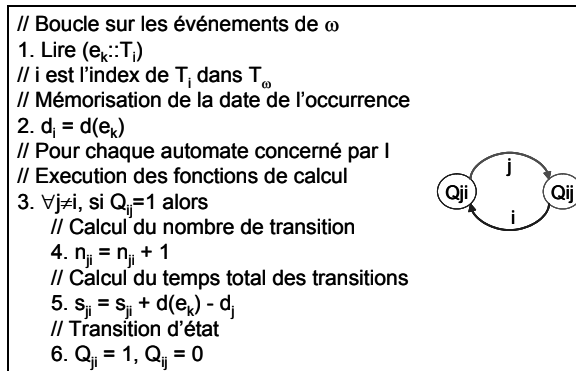 // Boucle sur les événements de ω
1. Lire (eₖ::Tᵢ)
// i est l'index de Tᵢ dans T_ω
// Mémorisation de la date de l'occurrence
2. dᵢ = d(eₖ)
// Pour chaque automate concerné par I
// Execution des fonctions de calcul
3. ∀j≠i, si Qᵢⱼ=1 alors
// Calcul du nombre de transition
4. nⱼᵢ = nⱼᵢ + 1
// Calcul du temps total des transitions
5. sⱼᵢ = sⱼᵢ + d(eₖ) - dⱼ
// Transition d'état
6. Qⱼᵢ = 1, Qᵢⱼ = 0
j
Qji
Qij
i